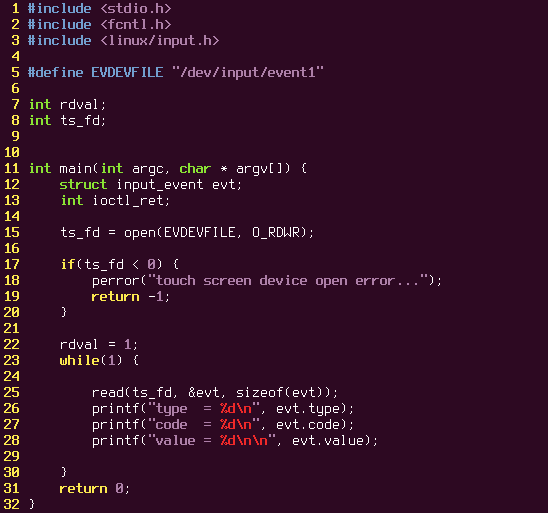 1 #include <stdio.h>
2 #include <fcntl.h>
3 #include <linux/input.h>
4
5 #define EVDEVFILE "/dev/input/event1"
6
7 int rdval;
8 int ts_fd;
9
10
11 int main(int argc, char * argv[]) {
12     struct input_event evt;
13     int ioctl_ret;
14
15     ts_fd = open(EVDEVFILE, O_RDWR);
16
17     if(ts_fd < 0) {
18         perror("touch screen device open error...");
19         return -1;
20     }
21
22     rdval = 1;
23     while(1) {
24
25         read(ts_fd, &evt, sizeof(evt));
26         printf("type  = %d\n", evt.type);
27         printf("code  = %d\n", evt.code);
28         printf("value = %d\n\n", evt.value);
29
30     }
31     return 0;
32 }